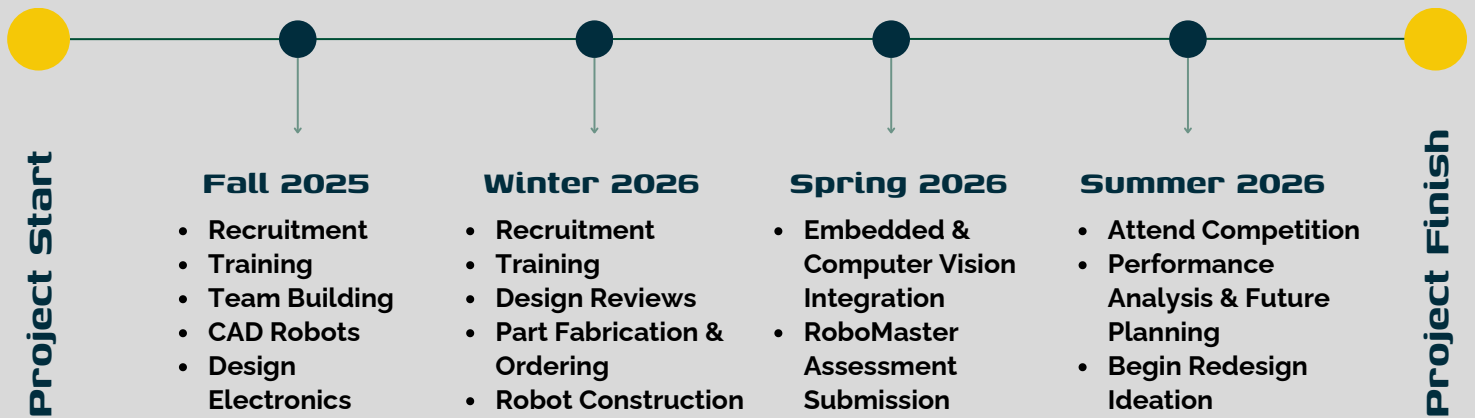 Project Start
Fall 2025
Recruitment
Training
Team Building
CAD Robots
Design
Electronics
Winter 2026
Recruitment
Training
Design Reviews
Part Fabrication &
Ordering
Robot Construction
Spring 2026
Embedded &
Computer Vision
Integration
RoboMaster
Assessment
Submission
Summer 2026
Attend Competition
Performance
Analysis & Future
Planning
Begin Redesign
Ideation
Project Finish